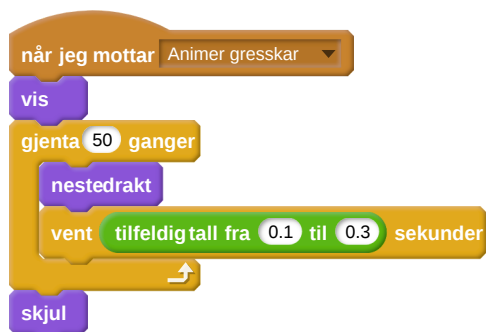 når jeg mottar Animer gresskar
vis
gjenta 50 ganger
nestedrakt
vent tilfeldig tall fra 0.1 til 0.3 sekunder
skjul